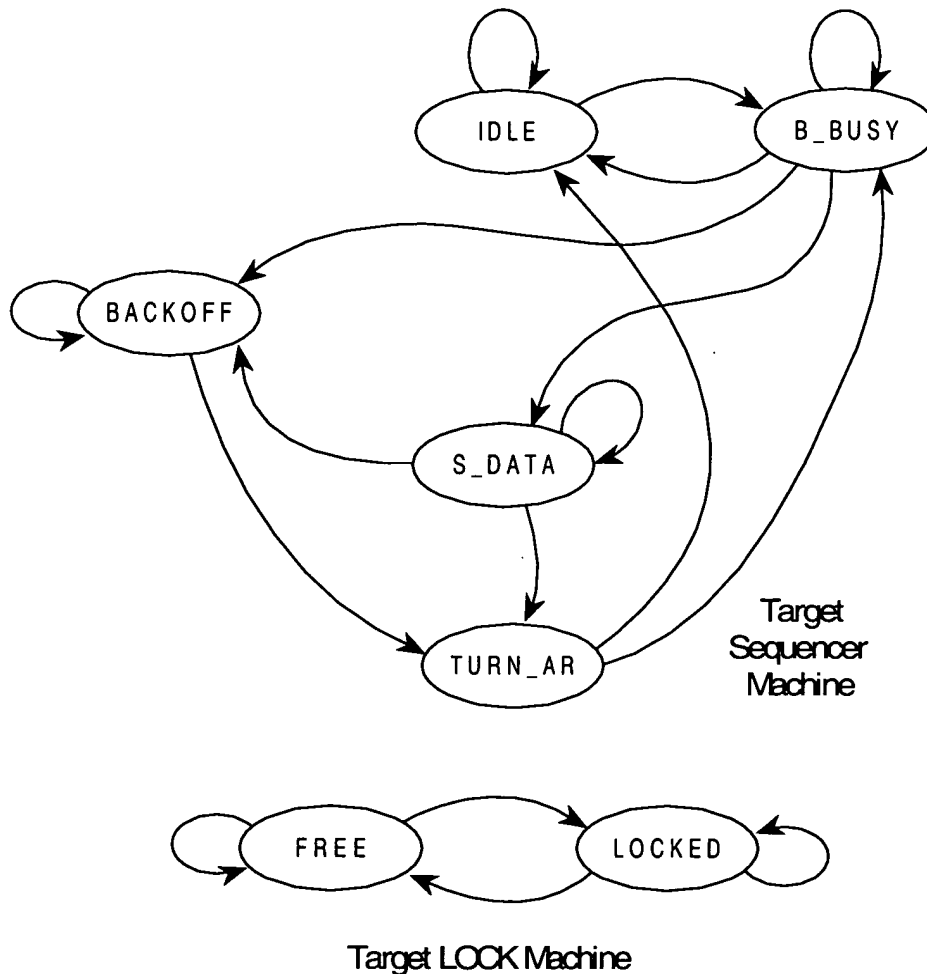 IDLE
B_BUSY
BACKOFF
S_DATA
TURN_AR
Target
Sequencer
Machine
FREE
LOCKED
Target LOCK Machine